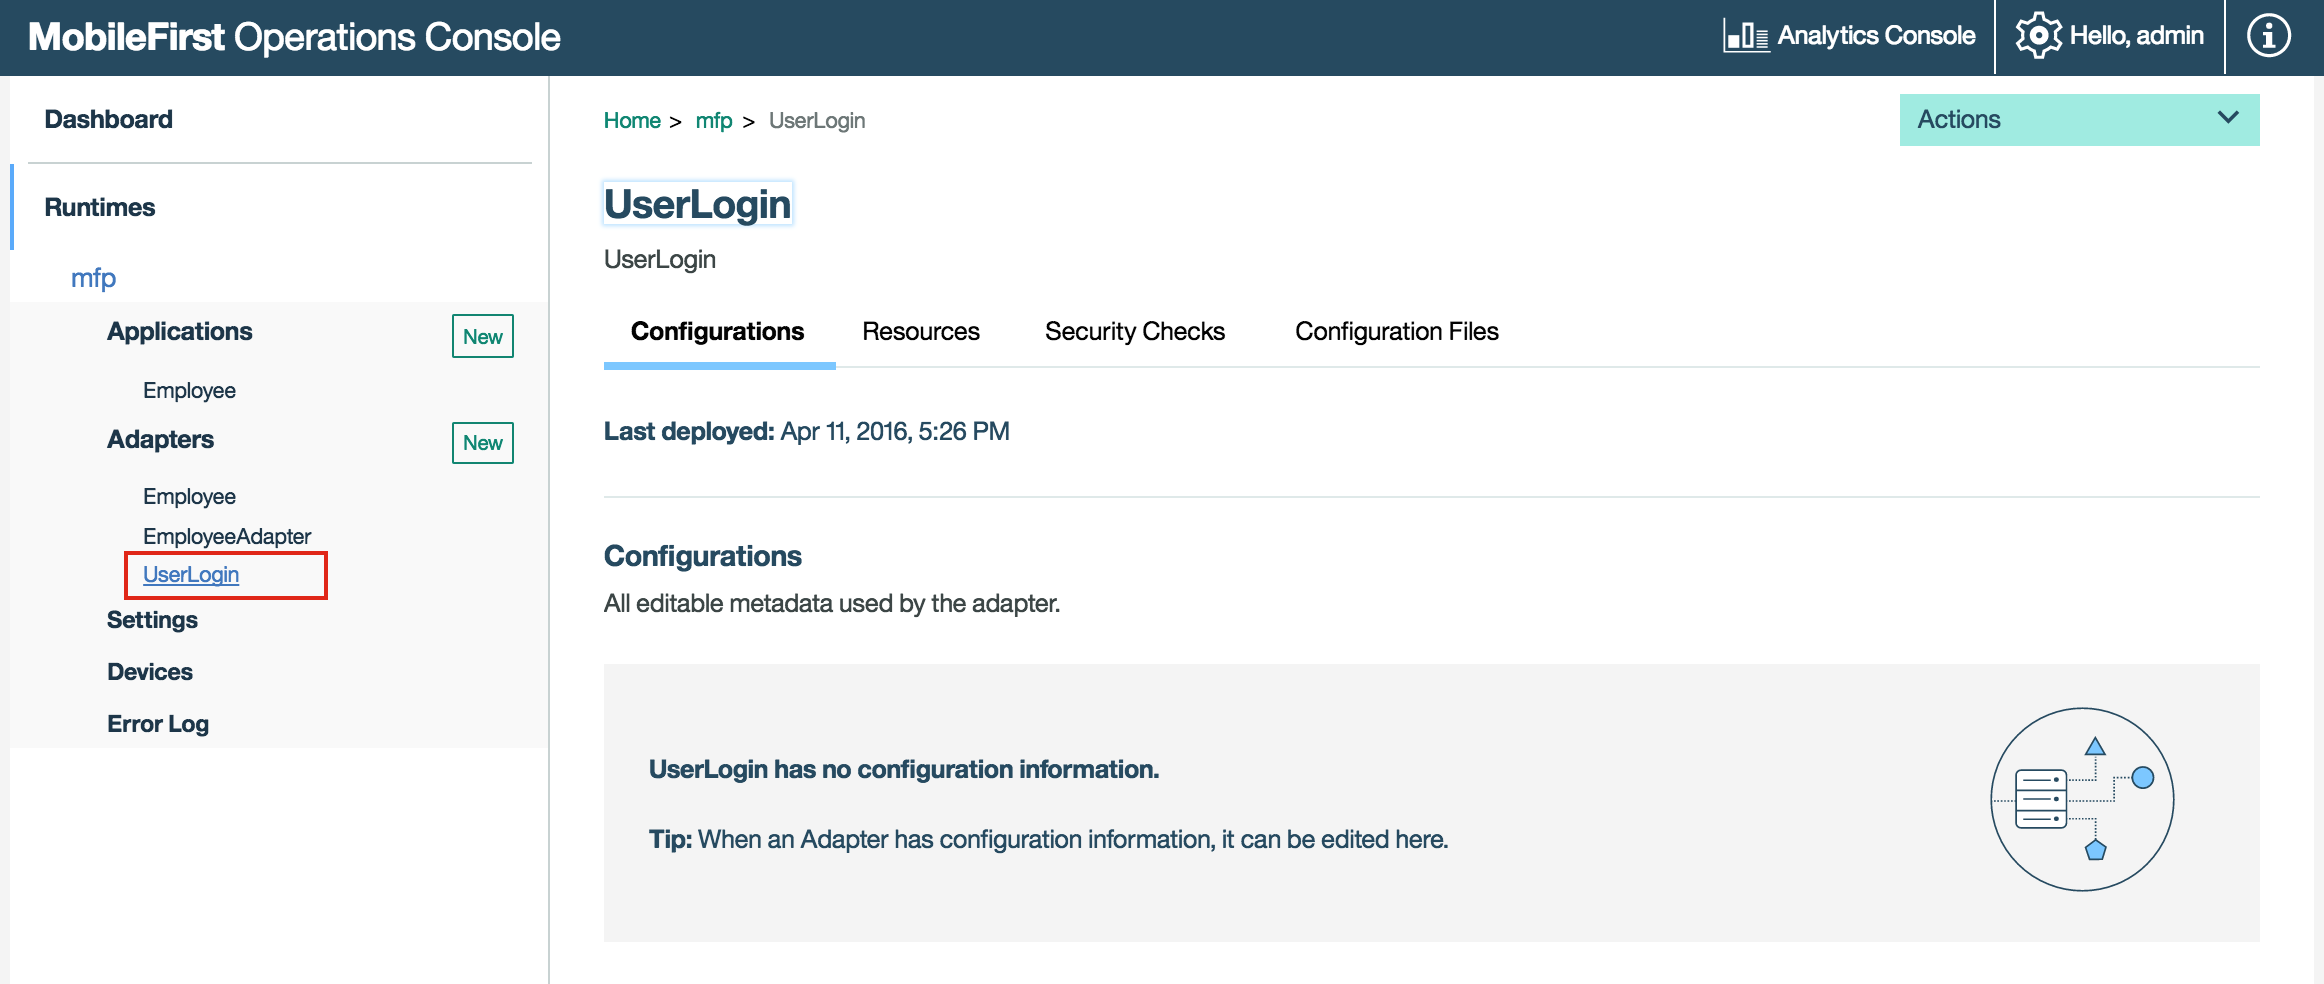 MobileFirst Operations Console
Analytics Console
Hello, admin
Dashboard
Runtimes
mfp
Applications
New
Employee
Adapters
New
Employee
EmployeeAdapter
UserLogin
Settings
Devices
Error Log
Home > mfp > UserLogin
Actions
UserLogin
UserLogin
Configurations Resources Security Checks Configuration Files
Last deployed: Apr 11, 2016, 5:26 PM
Configurations
All editable metadata used by the adapter.
UserLogin has no configuration information.
Tip: When an Adapter has configuration information, it can be edited here.